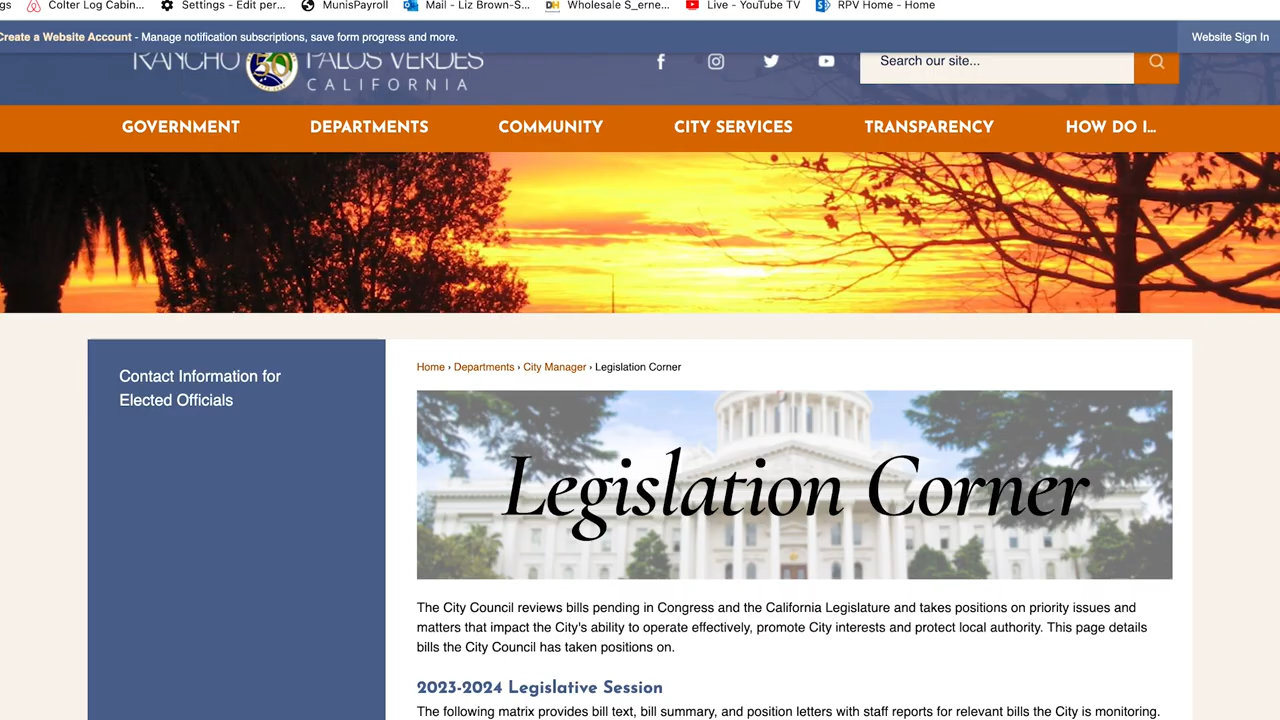 gs Colter Log Cabin... Settings - Edit per... MunisPayroll Mail - Liz Brown-S... DH Wholesale S_erne... Live - YouTube TV RPV Home - Home
Create a Website Account - Manage notification subscriptions, save form progress and more. Website Sign In
RANCHO 50 PALOS VERDES
CALIFORNIA
Search our site...
GOVERNMENT DEPARTMENTS COMMUNITY CITY SERVICES TRANSPARENCY HOW DO I...
Contact Information for
Elected Officials
Home › Departments › City Manager › Legislation Corner
Legislation Corner
The City Council reviews bills pending in Congress and the California Legislature and takes positions on priority issues and
matters that impact the City's ability to operate effectively, promote City interests and protect local authority. This page details
bills the City Council has taken positions on.
2023-2024 Legislative Session
The following matrix provides bill text, bill summary, and position letters with staff reports for relevant bills the City is monitoring.